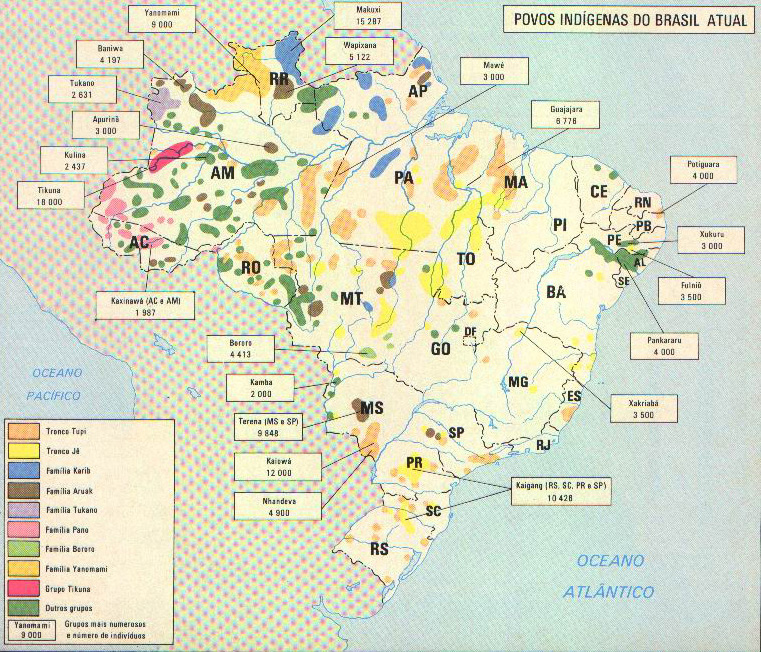 POVOS INDÍGENAS DO BRASIL ATUAL
Yanomami
9 000
Makuxi
15 287
Wapixana
5 122
Baniwa
4 197
Tukano
2 631
Apurinã
3 000
Kulina
2 437
Tikuna
18 000
Mawé
3 000
Guajajara
6 776
Potiguara
4 000
Xukuru
3 000
Fulniô
3 500
Pankararu
4 000
Kaxinawá (AC e AM)
1 987
Bororo
4 413
Kamba
2 000
Terena (MS e SP)
9 848
Kaiowá
12 000
Nhandeva
4 900
Xakriabá
3 500
Kaigang (RS, SC, PR e SP)
10 426
RR
AP
AM
PA
MA
CE
RN
PB
PE
AL
SE
PI
AC
RO
TO
BA
MT
DF
GO
MG
ES
MS
SP
RJ
PR
SC
RS
OCEANO
PACÍFICO
OCEANO
ATLÂNTICO
Tronco Tupi
Tronco Jê
Família Karib
Família Aruak
Família Tukano
Família Pano
Família Bororo
Família Yanomami
Grupo Tikuna
Outros grupos
Yanomami
9 000
Grupos mais numerosos
e número de indivíduos